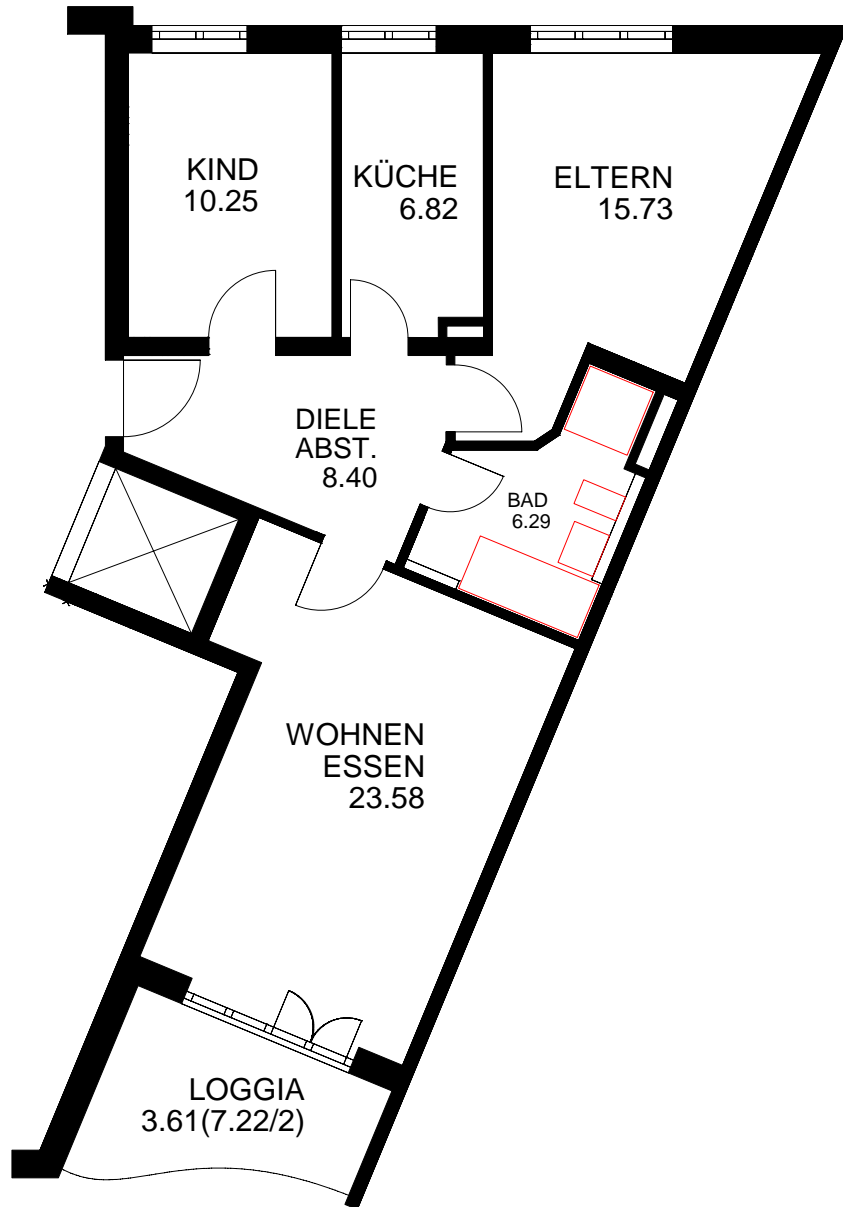 KIND
10.25
KÜCHE
6.82
ELTERN
15.73
DIELE
ABST.
8.40
BAD
6.29
WOHNEN
ESSEN
23.58
LOGGIA
3.61(7.22/2)